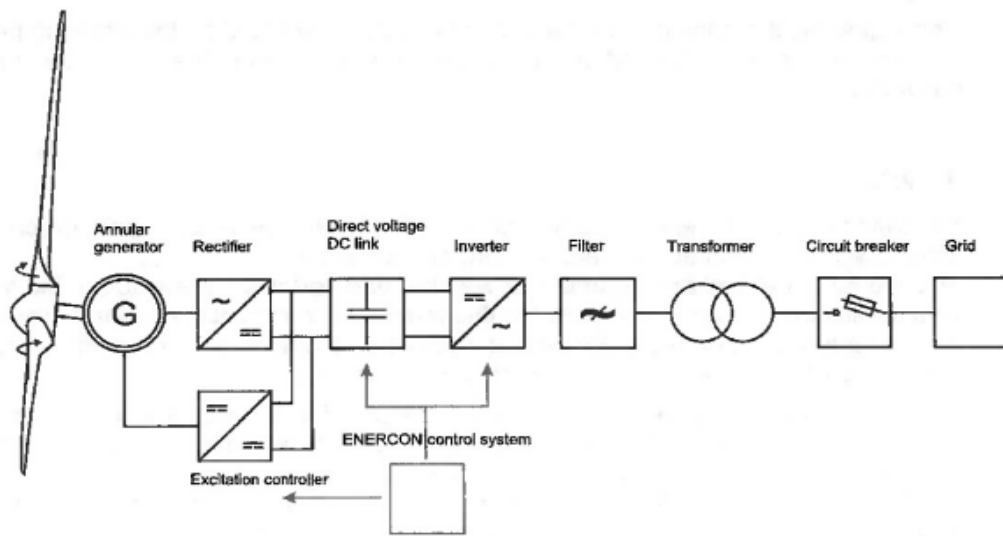 Annular
generator
Rectifier
Direct voltage
DC link
Inverter
Filter
Transformer
Circuit breaker
Grid
G
ENERCON control system
Excitation controller